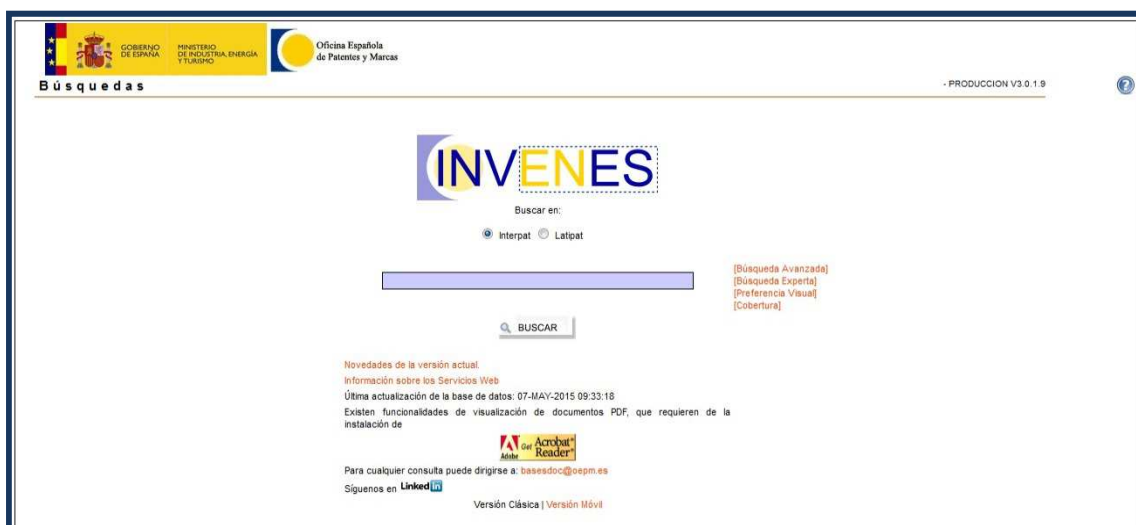 GOBIERNO
DE ESPAÑA
MINISTERIO
DE INDUSTRIA, ENERGÍA
Y TURISMO
Oficina Española
de Patentes y Marcas
Búsquedas
- PRODUCCION V3.0.1.9
?
INVENES
Buscar en:
Interpat Latipat
[Búsqueda Avanzada]
[Búsqueda Experta]
[Preferencia Visual]
[Cobertura]
BUSCAR
Novedades de la versión actual.
Información sobre los Servicios Web
Última actualización de la base de datos: 07-MAY-2015 09:33:18
Existen funcionalidades de visualización de documentos PDF, que requieren de la
instalación de
Adobe Get Acrobat®
Reader®
Para cualquier consulta puede dirigirse a: basesdoc@oepm.es
Síguenos en Linked in
Versión Clásica | Versión Móvil